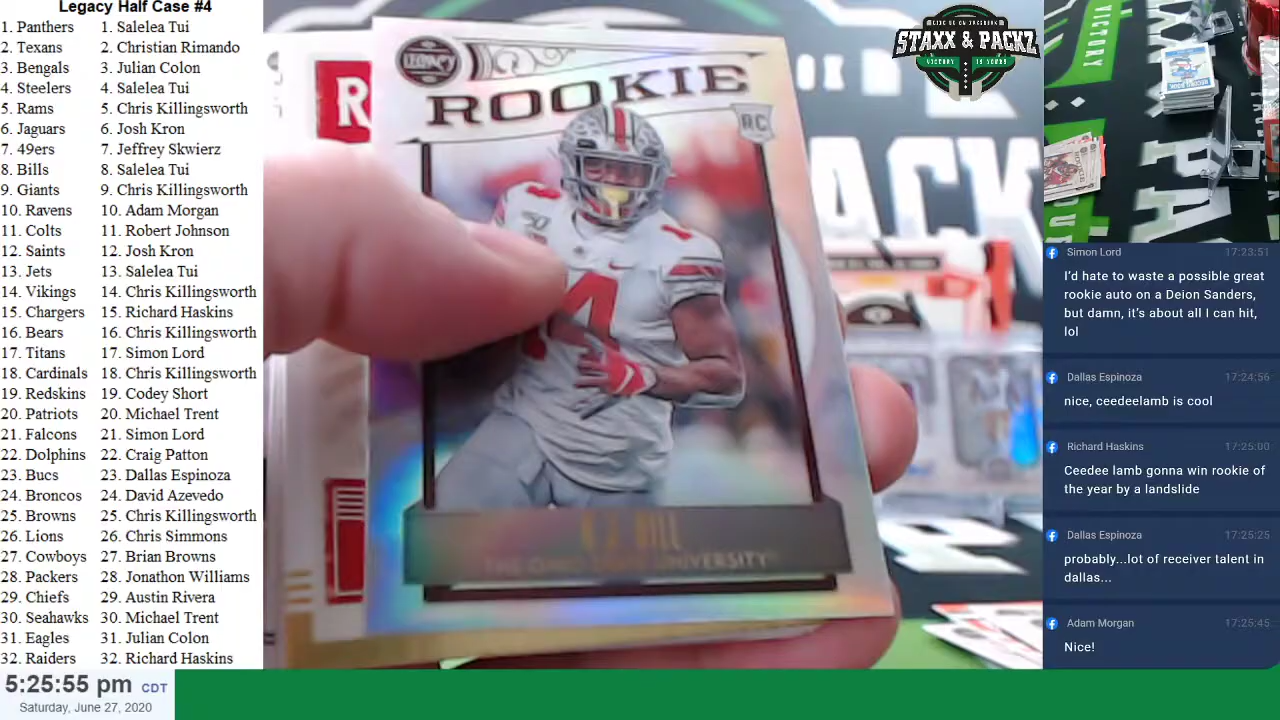 Legacy Half Case #4
1. Panthers 1. Salelea Tui
2. Texans 2. Christian Rimando
3. Bengals 3. Julian Colon
4. Steelers 4. Salelea Tui
5. Rams 5. Chris Killingsworth
6. Jaguars 6. Josh Kron
7. 49ers 7. Jeffrey Skwierz
8. Bills 8. Salelea Tui
9. Giants 9. Chris Killingsworth
10. Ravens 10. Adam Morgan
11. Colts 11. Robert Johnson
12. Saints 12. Josh Kron
13. Jets 13. Salelea Tui
14. Vikings 14. Chris Killingsworth
15. Chargers 15. Richard Haskins
16. Bears 16. Chris Killingsworth
17. Titans 17. Simon Lord
18. Cardinals 18. Chris Killingsworth
19. Redskins 19. Codey Short
20. Patriots 20. Michael Trent
21. Falcons 21. Simon Lord
22. Dolphins 22. Craig Patton
23. Bucs 23. Dallas Espinoza
24. Broncos 24. David Azevedo
25. Browns 25. Chris Killingsworth
26. Lions 26. Chris Simmons
27. Cowboys 27. Brian Browns
28. Packers 28. Jonathon Williams
29. Chiefs 29. Austin Rivera
30. Seahawks 30. Michael Trent
31. Eagles 31. Julian Colon
32. Raiders 32. Richard Haskins
5:25:55 pm CDT
Saturday, June 27, 2020
LEGACY
ROOKIE
RC
R
14
HILL
THE OHIO STATE UNIVERSITY
STAXX & PACKZ
VICTORY IS YOURS
VICTORY
Simon Lord 17:23:51
I'd hate to waste a possible great
rookie auto on a Deion Sanders,
but damn, it's about all I can hit,
lol
Dallas Espinoza 17:24:56
nice, ceedeelamb is cool
Richard Haskins 17:25:00
Ceedee lamb gonna win rookie of
the year by a landslide
Dallas Espinoza 17:25:25
probably...lot of receiver talent in
dallas...
Adam Morgan 17:25:45
Nice!